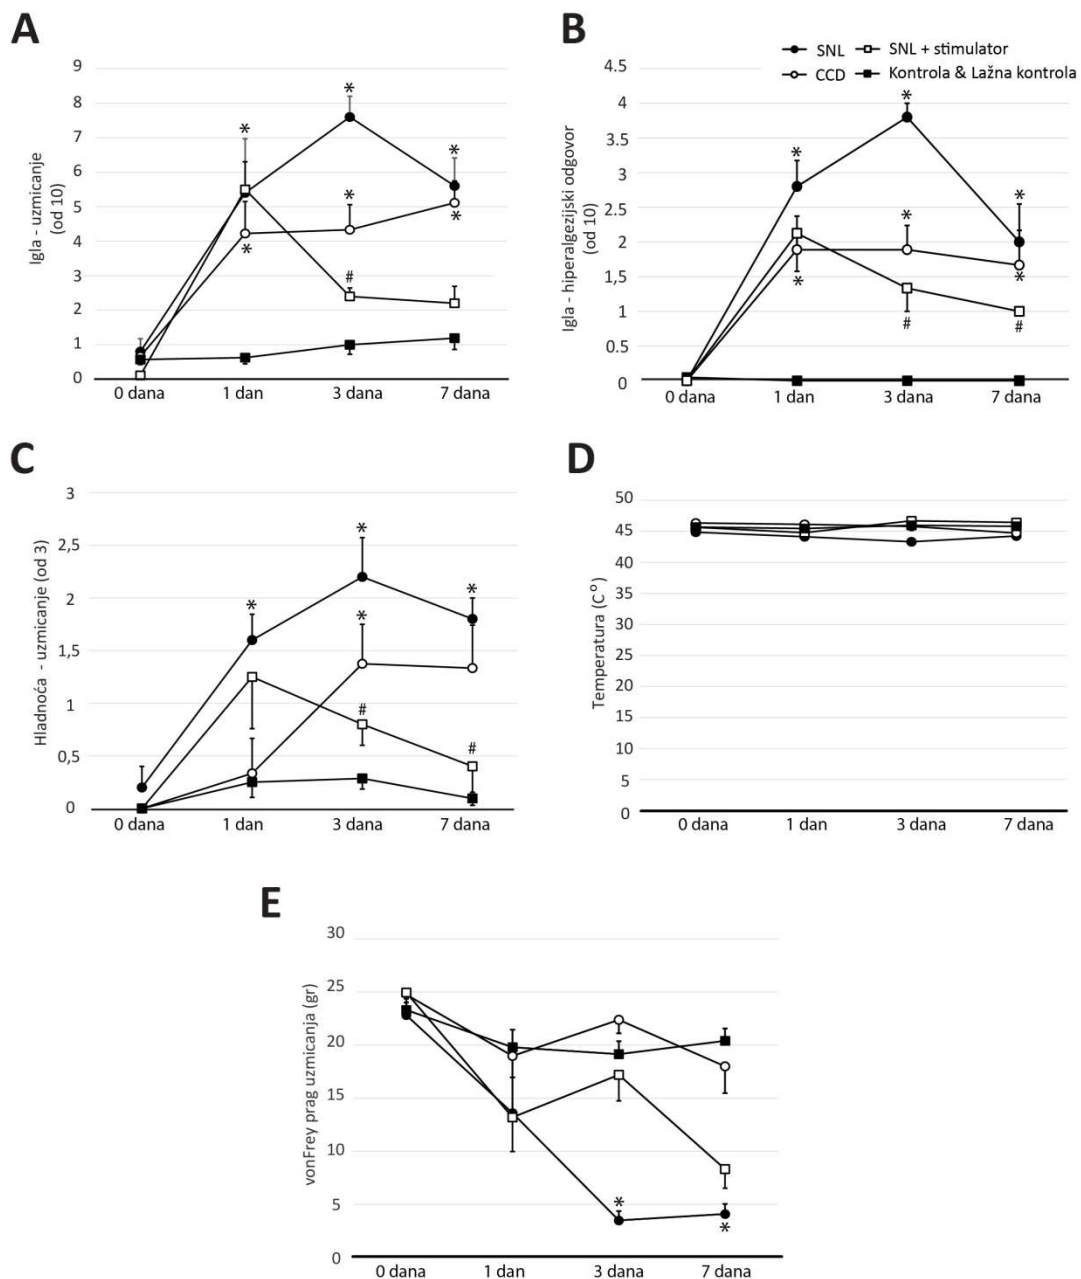 A
Igla - uzmicanje
(od 10)
9
8
7
6
5
4
3
2
1
0
*
*
*
*
*
*
#
0 dana
1 dan
3 dana
7 dana
B
SNL
SNL + stimulator
CCD
Kontrola & Lažna kontrola
Igla - hiperalgezijski odgovor
(od 10)
4.5
4
3.5
3
2.5
2
1,5
1
0.5
0
*
*
*
*
*
*
#
#
0 dana
1 dan
3 dana
7 dana
C
Hladnoća - uzmicanje (od 3)
3
2,5
2
1,5
1
0,5
0
*
*
*
*
#
#
0 dana
1 dan
3 dana
7 dana
D
Temperatura (C°)
50
45
40
35
30
25
20
15
10
5
0
0 dana
1 dan
3 dana
7 dana
E
vonFrey prag uzmicanja (gr)
30
25
20
15
10
5
0
*
*
0 dana
1 dan
3 dana
7 dana